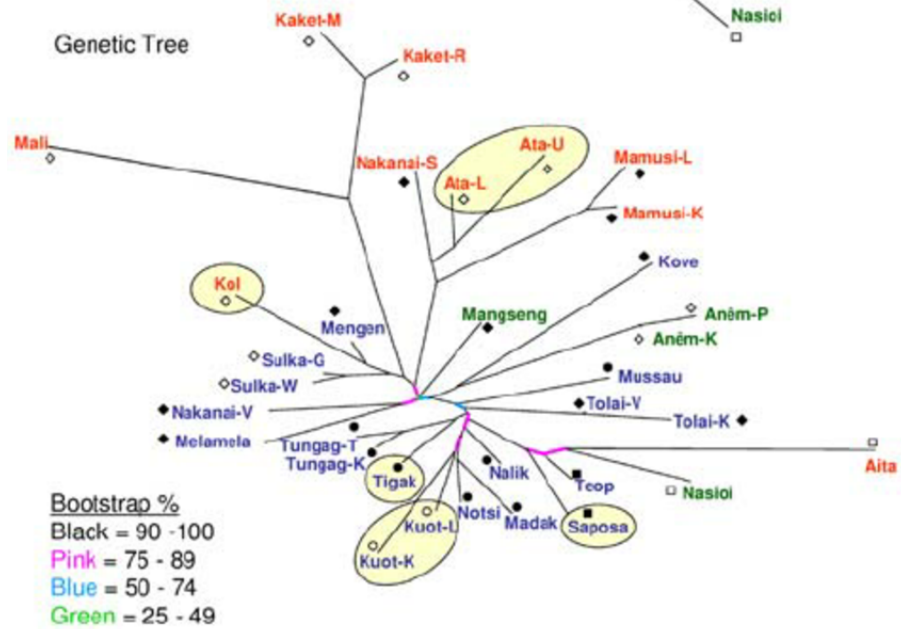 Kaket-M
Nasioi
Genetic Tree
Kaket-R
Mali
Ata-U
Nakanai-S
Mamusi-L
Ata-L
Mamusi-K
Kove
Kol
Mangseng
Anêm-P
Mengen
Anêm-K
Sulka-G
Mussau
Sulka-W
Tolai-V
Nakanai-V
Tolai-K
Melamela
Tungag-T
Tungag-K
Aita
Nalik
Tigak
Teop
Nasioi
Kuot-L
Notsi
Madak
Saposa
Kuot-K
Bootstrap %
Black = 90 -100
Pink = 75 - 89
Blue = 50 - 74
Green = 25 - 49